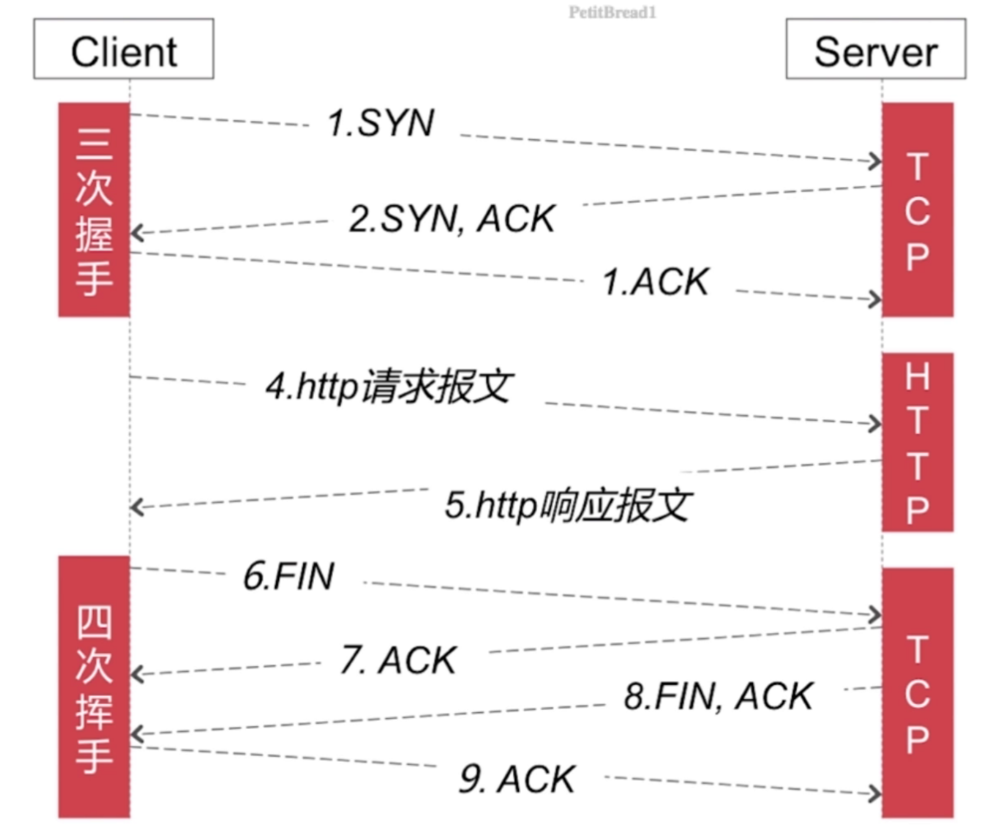 PetitBread1
Client
Server
三次握手
TCP
1.SYN
2.SYN, ACK
1.ACK
HTTP
4.http请求报文
5.http响应报文
四次挥手
TCP
6.FIN
7. ACK
8.FIN, ACK
9. ACK